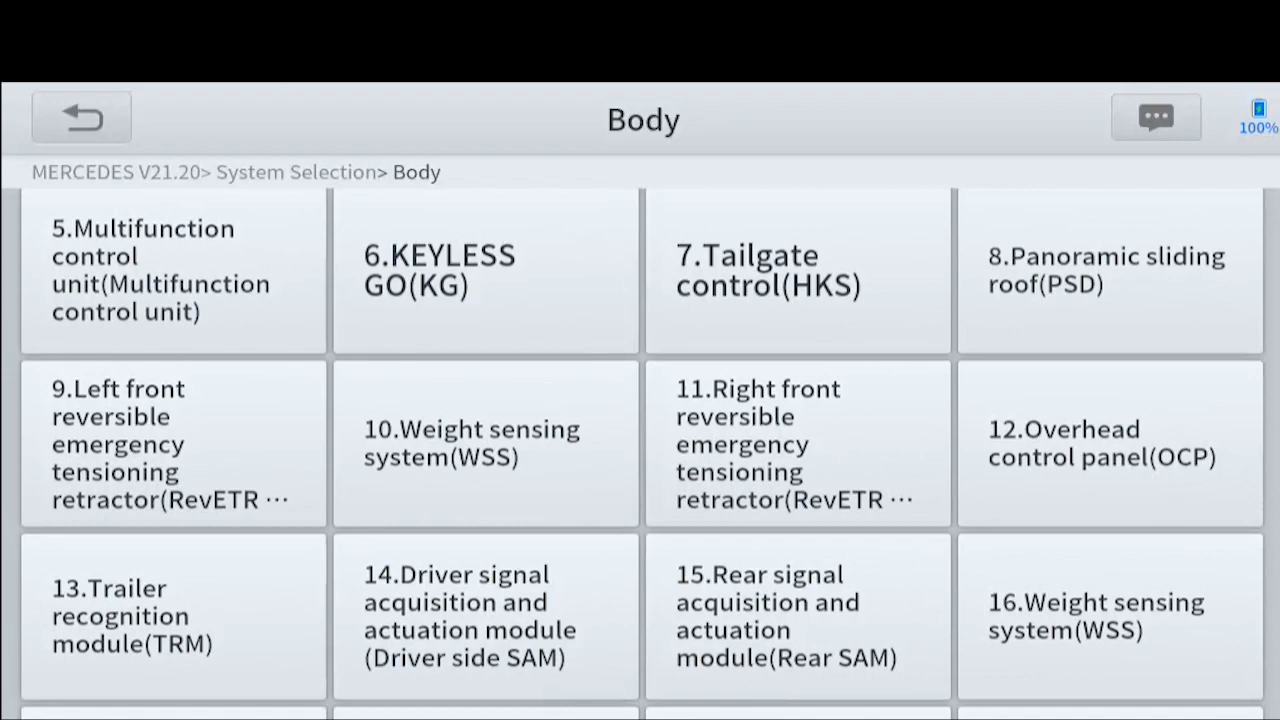 Body
100%
MERCEDES V21.20> System Selection> Body
5.Multifunction
control
unit(Multifunction
control unit)
6.KEYLESS
GO(KG)
7.Tailgate
control(HKS)
8.Panoramic sliding
roof(PSD)
9.Left front
reversible
emergency
tensioning
retractor(RevETR ···
10.Weight sensing
system(WSS)
11.Right front
reversible
emergency
tensioning
retractor(RevETR ···
12.Overhead
control panel(OCP)
13.Trailer
recognition
module(TRM)
14.Driver signal
acquisition and
actuation module
(Driver side SAM)
15.Rear signal
acquisition and
actuation
module(Rear SAM)
16.Weight sensing
system(WSS)